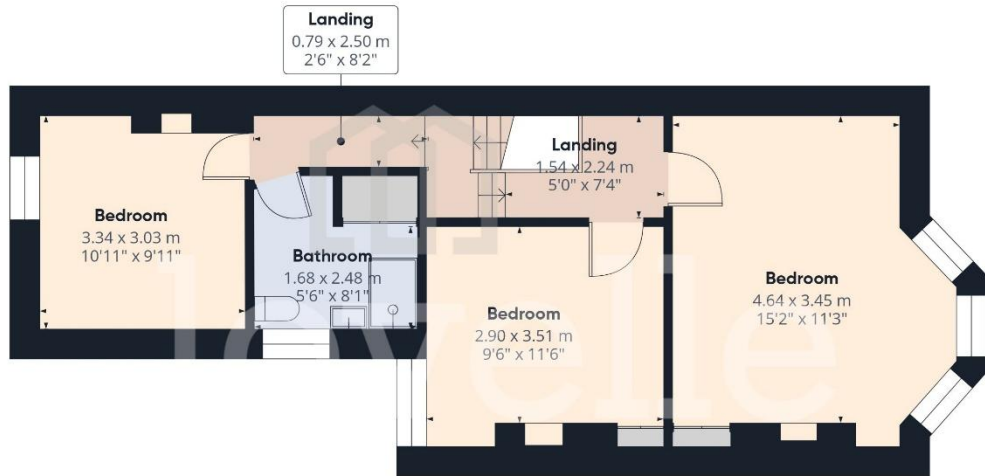 Landing
0.79 x 2.50 m
2'6" x 8'2"
Landing
1.54 x 2.24 m
5'0" x 7'4"
Bedroom
3.34 x 3.03 m
10'11" x 9'11"
Bathroom
1.68 x 2.48 m
5'6" x 8'1"
Bedroom
2.90 x 3.51 m
9'6" x 11'6"
Bedroom
4.64 x 3.45 m
15'2" x 11'3"
lovelle